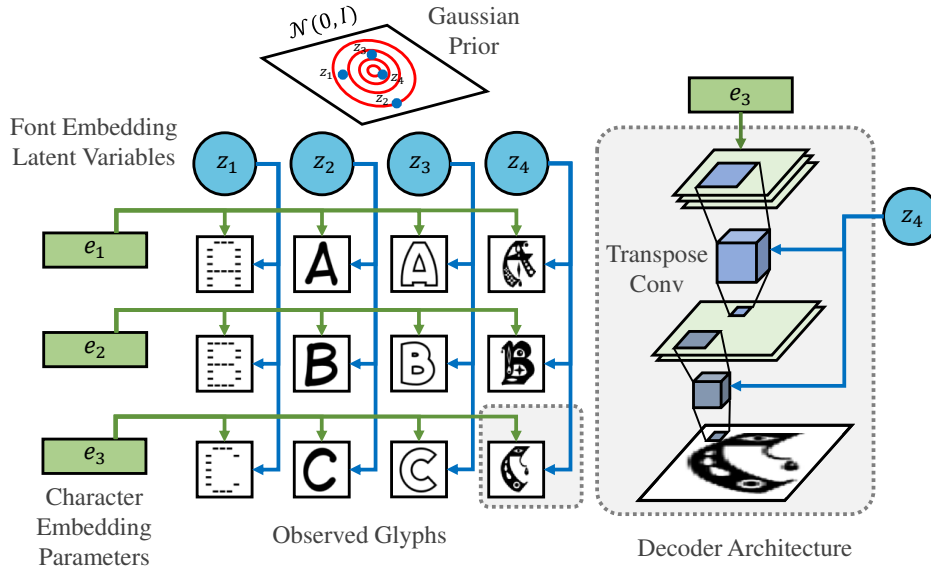 𝒩(0, I)
Gaussian
Prior
z₃
z₁
z₄
z₂
Font Embedding
Latent Variables
z₁ z₂ z₃ z₄
e₁
A A A A
e₂
B B B B
e₃
C C C C
Character
Embedding
Parameters
Observed Glyphs
e₃
z₄
Transpose
Conv
C
Decoder Architecture